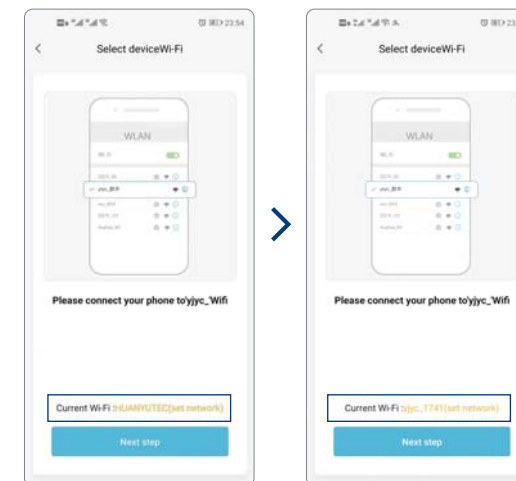 23:54
Select deviceWi-Fi
WLAN
Please connect your phone to'yjyc_'Wifi
Current Wi-Fi :HUANYUTEC(set network)
Next step
Select deviceWi-Fi
WLAN
Please connect your phone to'yjyc_'Wifi
Current Wi-Fi :yjyc_1741(set network)
Next step